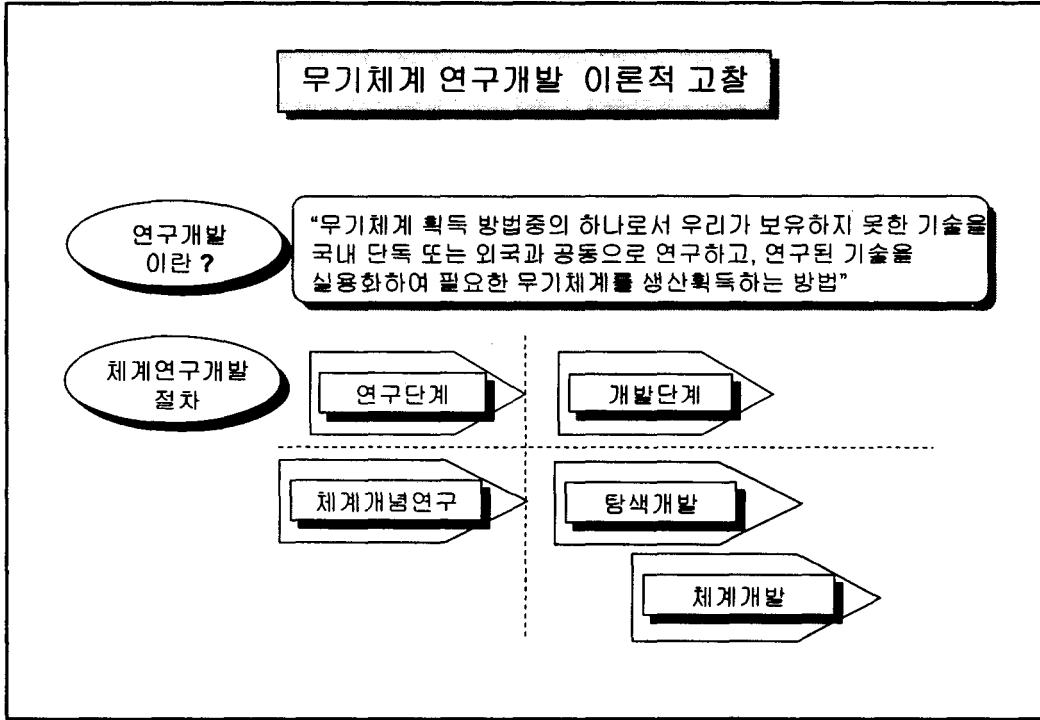 무기체계 연구개발 이론적 고찰
연구개발
이란 ?
“무기체계 획득 방법중의 하나로서 우리가 보유하지 못한 기술을
국내 단독 또는 외국과 공동으로 연구하고, 연구된 기술을
실용화하여 필요한 무기체계를 생산획득하는 방법”
체계연구개발
절차
연구단계
개발단계
체계개념연구
탐색개발
체계개발